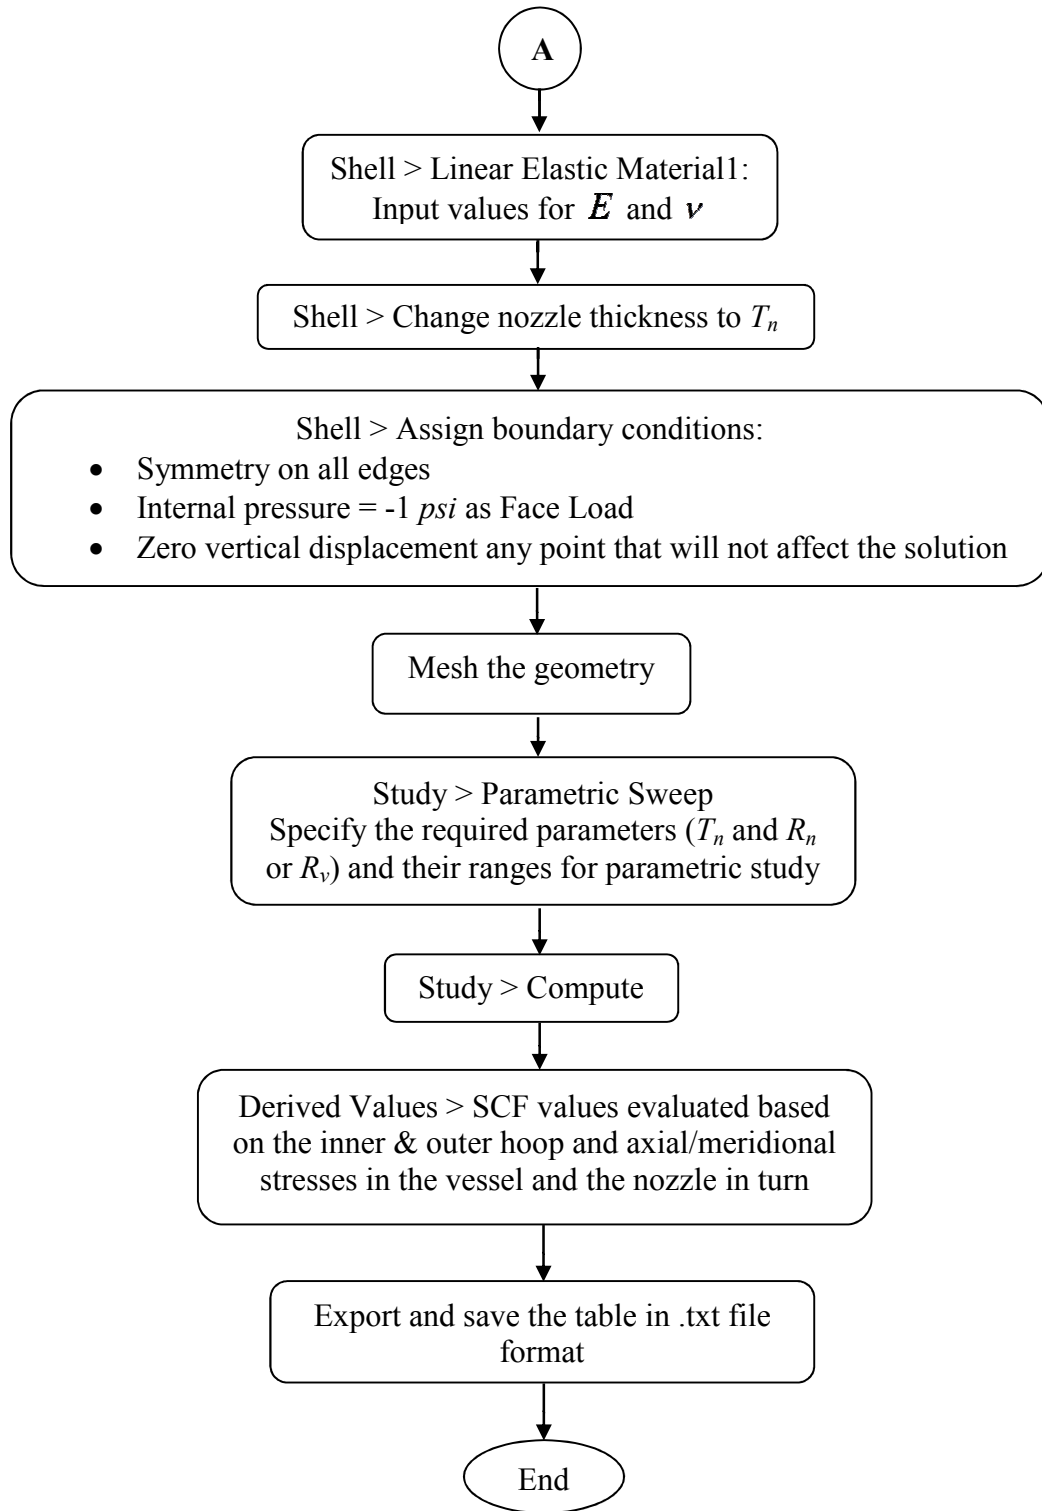 A
Shell > Linear Elastic Material1:
Input values for E and ν
Shell > Change nozzle thickness to Tn
Shell > Assign boundary conditions:
• Symmetry on all edges
• Internal pressure = -1 psi as Face Load
• Zero vertical displacement any point that will not affect the solution
Mesh the geometry
Study > Parametric Sweep
Specify the required parameters (Tn and Rn
or Rv) and their ranges for parametric study
Study > Compute
Derived Values > SCF values evaluated based
on the inner & outer hoop and axial/meridional
stresses in the vessel and the nozzle in turn
Export and save the table in .txt file
format
End